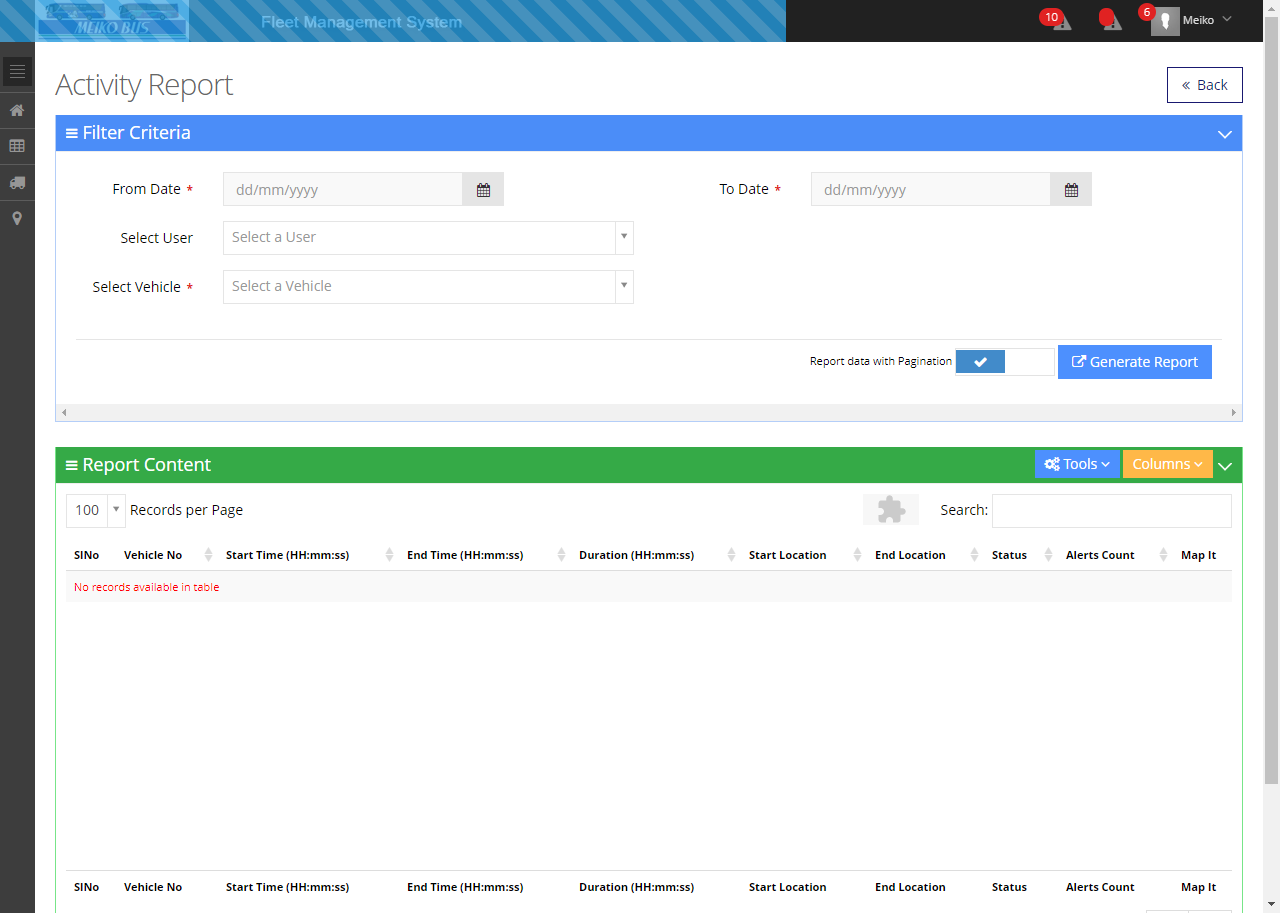 MEIKO BUS
Fleet Management System
10
6
Meiko
Activity Report
« Back
Filter Criteria
From Date * dd/mm/yyyy To Date * dd/mm/yyyy
Select User Select a User
Select Vehicle * Select a Vehicle
Report data with Pagination Generate Report
Report Content Tools Columns
100 Records per Page Search:
SlNo Vehicle No Start Time (HH:mm:ss) End Time (HH:mm:ss) Duration (HH:mm:ss) Start Location End Location Status Alerts Count Map It
No records available in table
SlNo Vehicle No Start Time (HH:mm:ss) End Time (HH:mm:ss) Duration (HH:mm:ss) Start Location End Location Status Alerts Count Map It